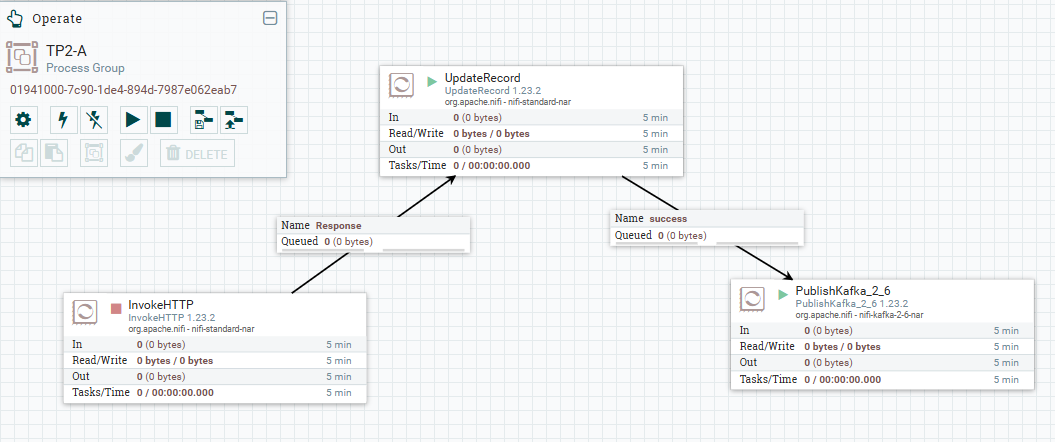 Operate
TP2-A
Process Group
01941000-7c90-1de4-894d-7987e062eab7
DELETE
UpdateRecord
UpdateRecord 1.23.2
org.apache.nifi - nifi-standard-nar
In 0 (0 bytes) 5 min
Read/Write 0 bytes / 0 bytes 5 min
Out 0 (0 bytes) 5 min
Tasks/Time 0 / 00:00:00.000 5 min
Name Response
Queued 0 (0 bytes)
Name success
Queued 0 (0 bytes)
InvokeHTTP
InvokeHTTP 1.23.2
org.apache.nifi - nifi-standard-nar
In 0 (0 bytes) 5 min
Read/Write 0 bytes / 0 bytes 5 min
Out 0 (0 bytes) 5 min
Tasks/Time 0 / 00:00:00.000 5 min
PublishKafka_2_6
PublishKafka_2_6 1.23.2
org.apache.nifi - nifi-kafka-2-6-nar
In 0 (0 bytes) 5 min
Read/Write 0 bytes / 0 bytes 5 min
Out 0 (0 bytes) 5 min
Tasks/Time 0 / 00:00:00.000 5 min